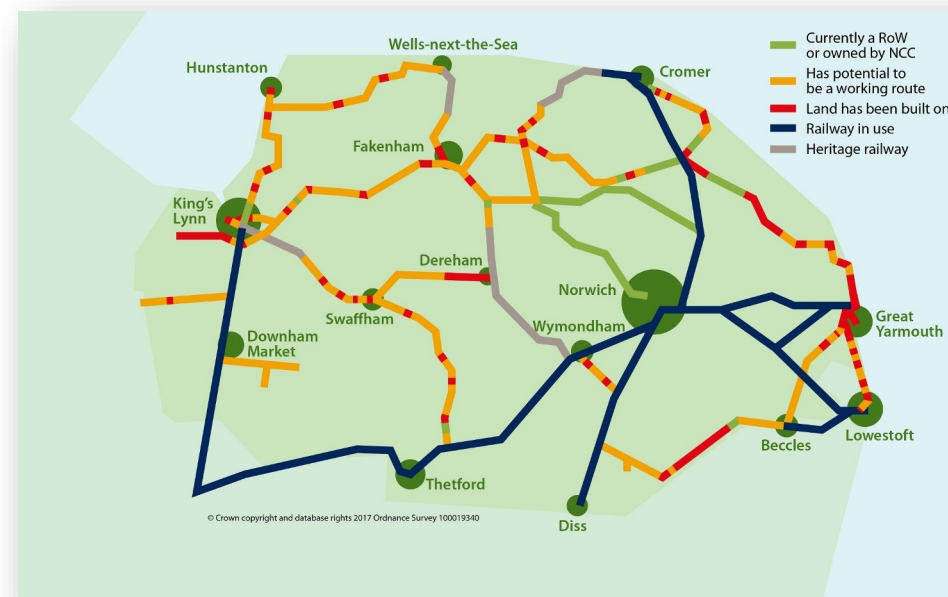 Wells-next-the-Sea
Hunstanton
Cromer
Currently a RoW
or owned by NCC
Has potential to
be a working route
Land has been built on
Railway in use
Heritage railway
Fakenham
King's
Lynn
Dereham
Norwich
Swaffham
Wymondham
Great
Yarmouth
Downham
Market
Beccles
Lowestoft
Thetford
© Crown copyright and database rights 2017 Ordnance Survey 100019340
Diss